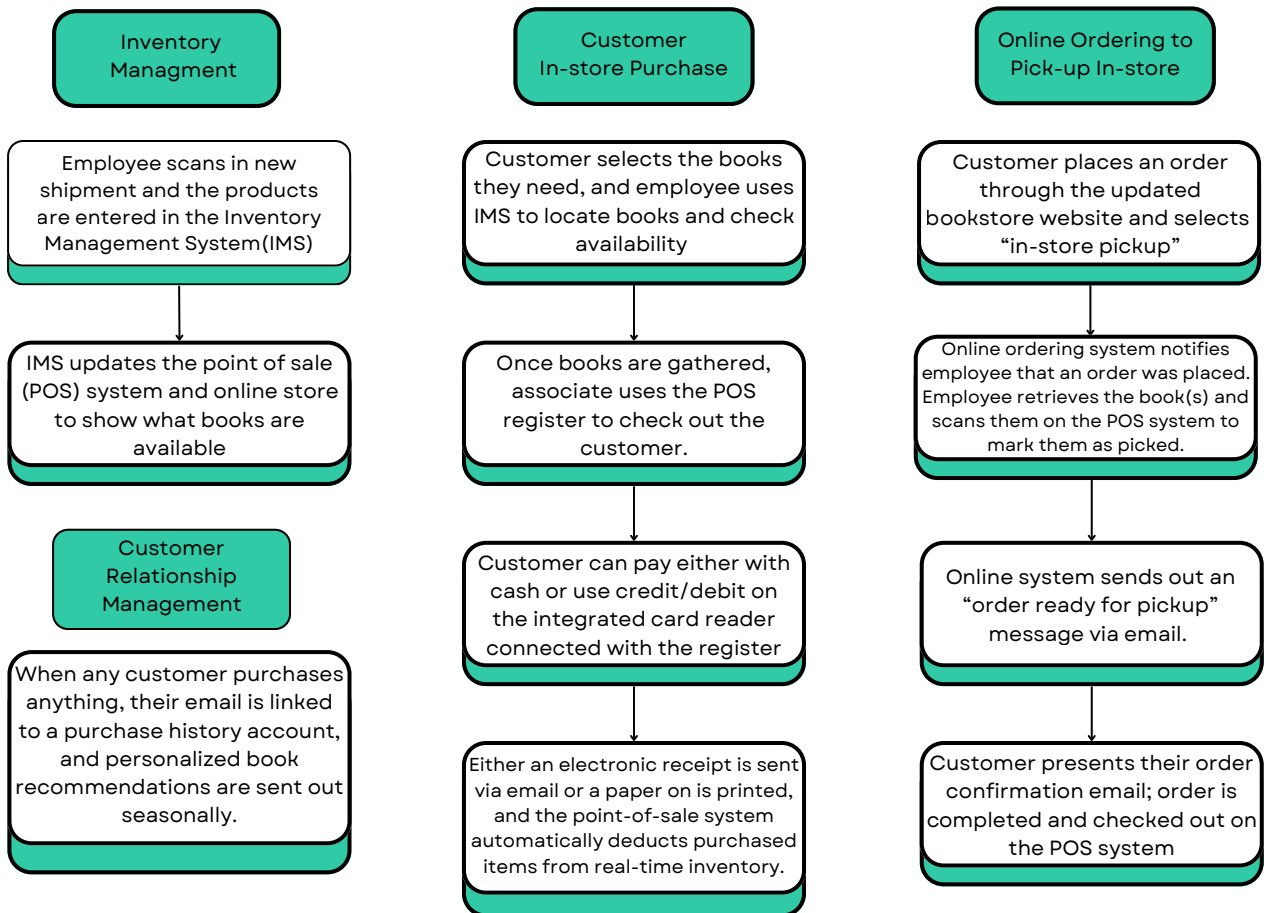 Inventory
Managment
Employee scans in new
shipment and the products
are entered in the Inventory
Management System(IMS)
IMS updates the point of sale
(POS) system and online store
to show what books are
available
Customer
Relationship
Management
When any customer purchases
anything, their email is linked
to a purchase history account,
and personalized book
recommendations are sent out
seasonally.
Customer
In-store Purchase
Customer selects the books
they need, and employee uses
IMS to locate books and check
availability
Once books are gathered,
associate uses the POS
register to check out the
customer.
Customer can pay either with
cash or use credit/debit on
the integrated card reader
connected with the register
Either an electronic receipt is sent
via email or a paper on is printed,
and the point-of-sale system
automatically deducts purchased
items from real-time inventory.
Online Ordering to
Pick-up In-store
Customer places an order
through the updated
bookstore website and selects
“in-store pickup”
Online ordering system notifies
employee that an order was placed.
Employee retrieves the book(s) and
scans them on the POS system to
mark them as picked.
Online system sends out an
“order ready for pickup”
message via email.
Customer presents their order
confirmation email; order is
completed and checked out on
the POS system